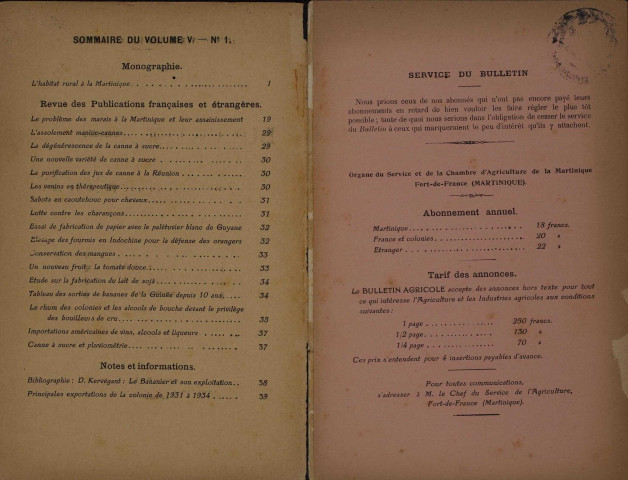 SOMMAIRE DU VOLUME V — N° 1.
Monographie.
L'habitat rural à la Martinique. 1
Revue des Publications françaises et étrangères.
Le problème des marais à la Martinique et leur assainissement 19
L'assolement manioc-cannes 29
La dégénérescence de la canne à sucre 29
Une nouvelle variété de canne à sucre 30
La purification des jus de canne à la Réunion 30
Les venins en thérapeutique 30
Sabots en caoutchouc pour chevaux 31
Lutte contre les charançons 31
Essai de fabrication de papier avec le palétuvier blanc de Guyane 32
Elevage des fourmis en Indochine pour la défense des orangers 32
Conservation des mangues 33
Un nouveau fruit: la tomate douce 33
Etude sur la fabrication du lait de soja 34
Tableau des sorties de bananes de la Guinée depuis 10 ans. 34
Le rhum des colonies et les alcools de bouche devant le privilège
des bouilleurs de cru 35
Importations américaines de vins, alcools et liqueurs 37
Canne à sucre et pluviométrie 37
Notes et informations.
Bibliographie : D. Kervégant : Le Bananier et son exploitation.. 38
Principales exportations de la colonie de 1931 à 1934 39
SERVICE DU BULLETIN
Nous prions ceux de nos abonnés qui n'ont pas encore payé leurs
abonnements en retard de bien vouloir les faire régler le plus tôt
possible ; faute de quoi nous serions dans l'obligation de cesser le service
du Bulletin à ceux qui marqueraient le peu d'intérêt qu'ils y attachent.
Organe du Service et de la Chambre d'Agriculture de la Martinique
Fort-de-France (MARTINIQUE).
Abonnement annuel.
Martinique 18 francs.
France et colonies 20 »
Etranger 22 »
Tarif des annonces.
Le BULLETIN AGRICOLE accepte des annonces hors texte pour tout
ce qui intéresse l'Agriculture et les Industries agricoles aux conditions
suivantes :
1 page 250 francs.
1/2 page 130 »
1/4 page 70 »
Ces prix s'entendent pour 4 insertions payables d'avance.
Pour toutes communications,
s'adresser à M. le Chef du Service de l'Agriculture,
Fort-de-France (Martinique).